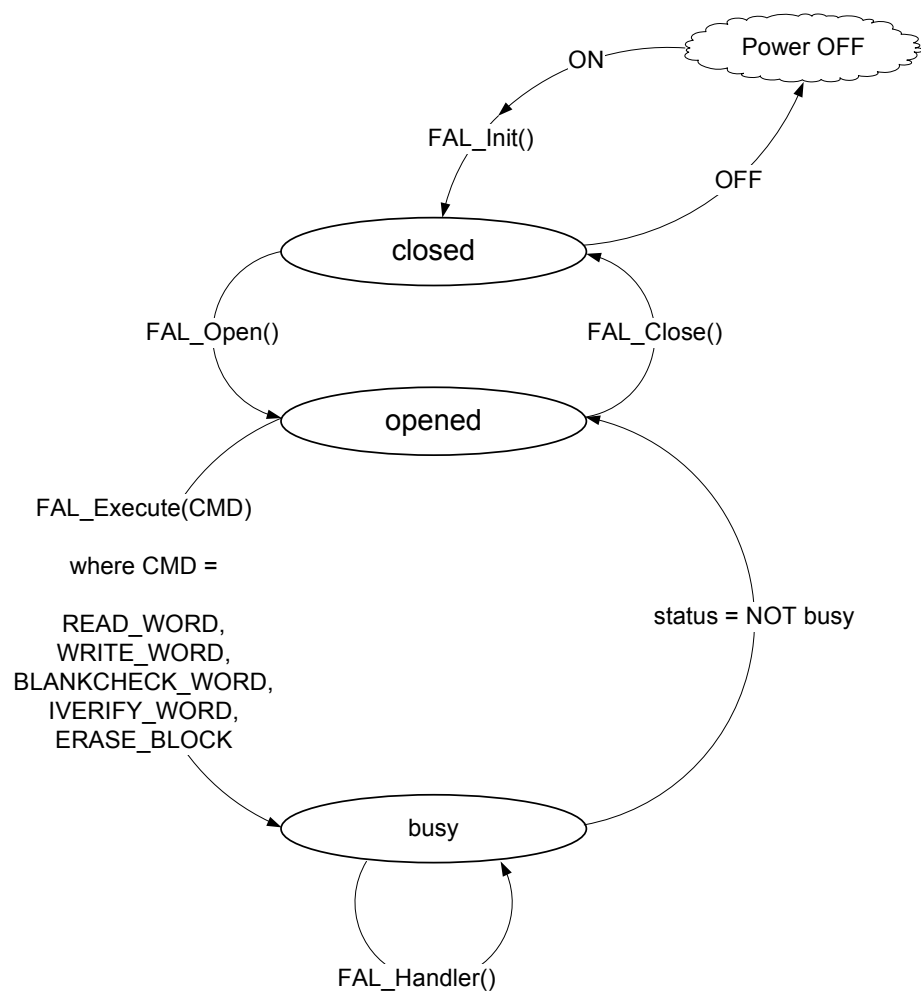 Power OFF
ON
FAL_Init()
OFF
closed
FAL_Open()
FAL_Close()
opened
FAL_Execute(CMD)
where CMD =
READ_WORD,
WRITE_WORD,
BLANKCHECK_WORD,
IVERIFY_WORD,
ERASE_BLOCK
status = NOT busy
busy
FAL_Handler()